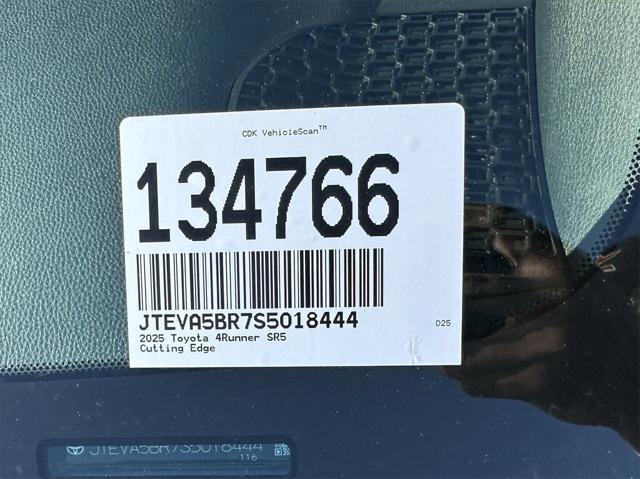 CDK VehicleScan™
134766
JTEVA5BR7S5018444
D25
2025 Toyota 4Runner SR5
Cutting Edge
JTEVA5BR7S5018444
116